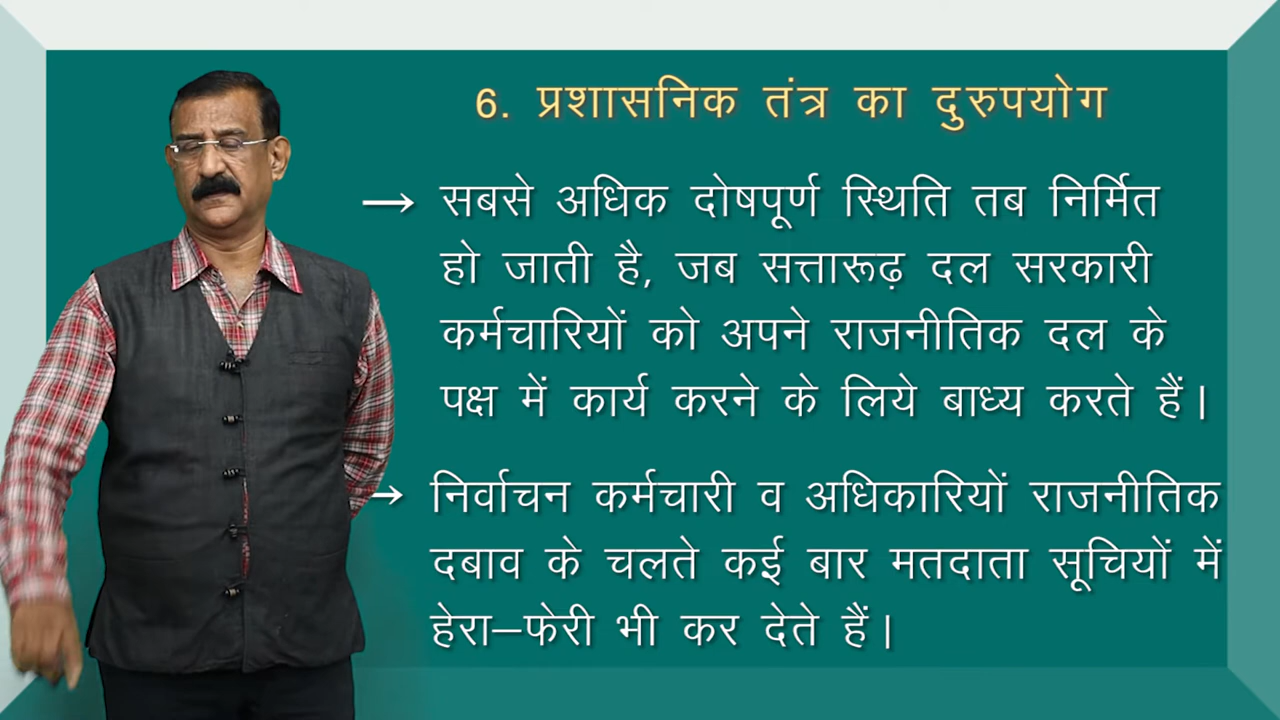 6. प्रशासनिक तंत्र का दुरुपयोग
→ सबसे अधिक दोषपूर्ण स्थिति तब निर्मित
हो जाती है, जब सत्तारूढ़ दल सरकारी
कर्मचारियों को अपने राजनीतिक दल के
पक्ष में कार्य करने के लिये बाध्य करते हैं।
→ निर्वाचन कर्मचारी व अधिकारियों राजनीतिक
दबाव के चलते कई बार मतदाता सूचियों में
हेरा–फेरी भी कर देते हैं।